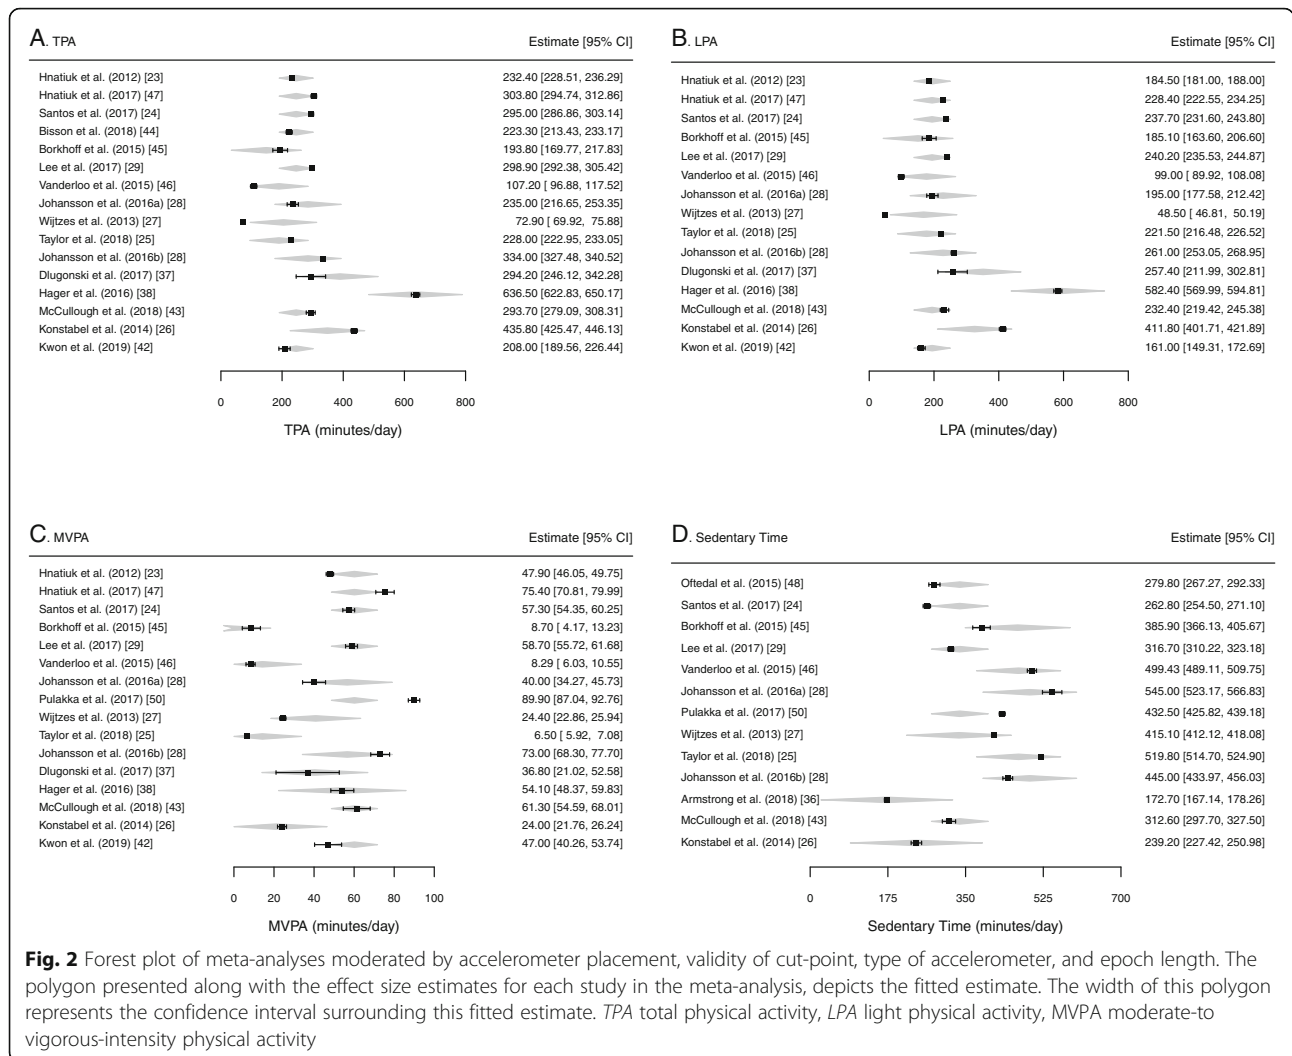 A. TPA Estimate [95% CI]
Hnatiuk et al. (2012) [23] 232.40 [228.51, 236.29]
Hnatiuk et al. (2017) [47] 303.80 [294.74, 312.86]
Santos et al. (2017) [24] 295.00 [286.86, 303.14]
Bisson et al. (2018) [44] 223.30 [213.43, 233.17]
Borkhoff et al. (2015) [45] 193.80 [169.77, 217.83]
Lee et al. (2017) [29] 298.90 [292.38, 305.42]
Vanderloo et al. (2015) [46] 107.20 [ 96.88, 117.52]
Johansson et al. (2016a) [28] 235.00 [216.65, 253.35]
Wijtzes et al. (2013) [27] 72.90 [ 69.92, 75.88]
Taylor et al. (2018) [25] 228.00 [222.95, 233.05]
Johansson et al. (2016b) [28] 334.00 [327.48, 340.52]
Dlugonski et al. (2017) [37] 294.20 [246.12, 342.28]
Hager et al. (2016) [38] 636.50 [622.83, 650.17]
McCullough et al. (2018) [43] 293.70 [279.09, 308.31]
Konstabel et al. (2014) [26] 435.80 [425.47, 446.13]
Kwon et al. (2019) [42] 208.00 [189.56, 226.44]
0 200 400 600 800
TPA (minutes/day)
B. LPA Estimate [95% CI]
Hnatiuk et al. (2012) [23] 184.50 [181.00, 188.00]
Hnatiuk et al. (2017) [47] 228.40 [222.55, 234.25]
Santos et al. (2017) [24] 237.70 [231.60, 243.80]
Borkhoff et al. (2015) [45] 185.10 [163.60, 206.60]
Lee et al. (2017) [29] 240.20 [235.53, 244.87]
Vanderloo et al. (2015) [46] 99.00 [ 89.92, 108.08]
Johansson et al. (2016a) [28] 195.00 [177.58, 212.42]
Wijtzes et al. (2013) [27] 48.50 [ 46.81, 50.19]
Taylor et al. (2018) [25] 221.50 [216.48, 226.52]
Johansson et al. (2016b) [28] 261.00 [253.05, 268.95]
Dlugonski et al. (2017) [37] 257.40 [211.99, 302.81]
Hager et al. (2016) [38] 582.40 [569.99, 594.81]
McCullough et al. (2018) [43] 232.40 [219.42, 245.38]
Konstabel et al. (2014) [26] 411.80 [401.71, 421.89]
Kwon et al. (2019) [42] 161.00 [149.31, 172.69]
0 200 400 600 800
LPA (minutes/day)
C. MVPA Estimate [95% CI]
Hnatiuk et al. (2012) [23] 47.90 [46.05, 49.75]
Hnatiuk et al. (2017) [47] 75.40 [70.81, 79.99]
Santos et al. (2017) [24] 57.30 [54.35, 60.25]
Borkhoff et al. (2015) [45] 8.70 [ 4.17, 13.23]
Lee et al. (2017) [29] 58.70 [55.72, 61.68]
Vanderloo et al. (2015) [46] 8.29 [ 6.03, 10.55]
Johansson et al. (2016a) [28] 40.00 [34.27, 45.73]
Pulakka et al. (2017) [50] 89.90 [87.04, 92.76]
Wijtzes et al. (2013) [27] 24.40 [22.86, 25.94]
Taylor et al. (2018) [25] 6.50 [ 5.92, 7.08]
Johansson et al. (2016b) [28] 73.00 [68.30, 77.70]
Dlugonski et al. (2017) [37] 36.80 [21.02, 52.58]
Hager et al. (2016) [38] 54.10 [48.37, 59.83]
McCullough et al. (2018) [43] 61.30 [54.59, 68.01]
Konstabel et al. (2014) [26] 24.00 [21.76, 26.24]
Kwon et al. (2019) [42] 47.00 [40.26, 53.74]
0 20 40 60 80 100
MVPA (minutes/day)
D. Sedentary Time Estimate [95% CI]
Oftedal et al. (2015) [48] 279.80 [267.27, 292.33]
Santos et al. (2017) [24] 262.80 [254.50, 271.10]
Borkhoff et al. (2015) [45] 385.90 [366.13, 405.67]
Lee et al. (2017) [29] 316.70 [310.22, 323.18]
Vanderloo et al. (2015) [46] 499.43 [489.11, 509.75]
Johansson et al. (2016a) [28] 545.00 [523.17, 566.83]
Pulakka et al. (2017) [50] 432.50 [425.82, 439.18]
Wijtzes et al. (2013) [27] 415.10 [412.12, 418.08]
Taylor et al. (2018) [25] 519.80 [514.70, 524.90]
Johansson et al. (2016b) [28] 445.00 [433.97, 456.03]
Armstrong et al. (2018) [36] 172.70 [167.14, 178.26]
McCullough et al. (2018) [43] 312.60 [297.70, 327.50]
Konstabel et al. (2014) [26] 239.20 [227.42, 250.98]
0 175 350 525 700
Sedentary Time (minutes/day)
Fig. 2 Forest plot of meta-analyses moderated by accelerometer placement, validity of cut-point, type of accelerometer, and epoch length. The
polygon presented along with the effect size estimates for each study in the meta-analysis, depicts the fitted estimate. The width of this polygon
represents the confidence interval surrounding this fitted estimate. TPA total physical activity, LPA light physical activity, MVPA moderate-to
vigorous-intensity physical activity